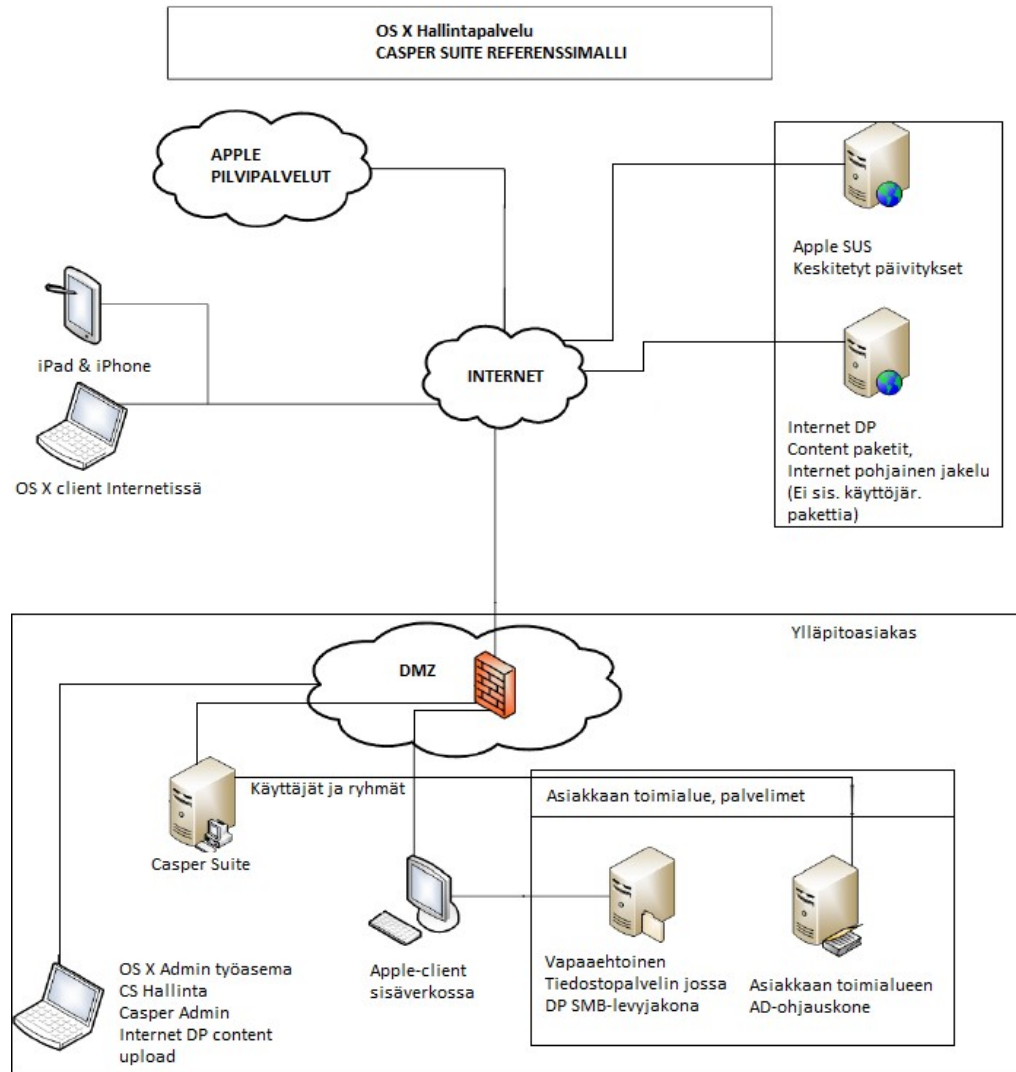 OS X Hallintapalvelu
CASPER SUITE REFERENSSIMALLI
APPLE
PILVIPALVELUT
Apple SUS
Keskitetyt päivitykset
iPad & iPhone
INTERNET
Internet DP
Content paketit,
Internet pohjainen jakelu
(Ei sis. käyttöjär.
pakettia)
OS X client Internetissä
Ylläpitoasiakas
DMZ
Käyttäjät ja ryhmät
Asiakkaan toimialue, palvelimet
Casper Suite
OS X Admin työasema
CS Hallinta
Casper Admin
Internet DP content
upload
Apple-client
sisäverkossa
Vapaaehtoinen
Tiedostopalvelin jossa
DP SMB-levyjakona
Asiakkaan toimialueen
AD-ohjauskone